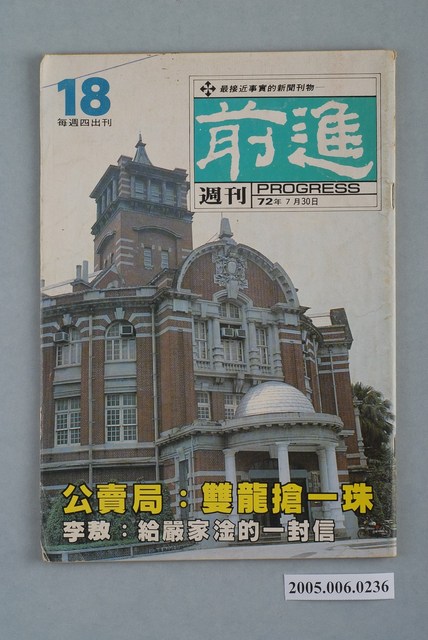 18
每週四出刊
最接近事實的新聞刊物
前進
週刊
PROGRESS
72年7月30日
公賣局：雙龍搶一珠
李敖：給嚴家淦的一封信
2005.006.0236